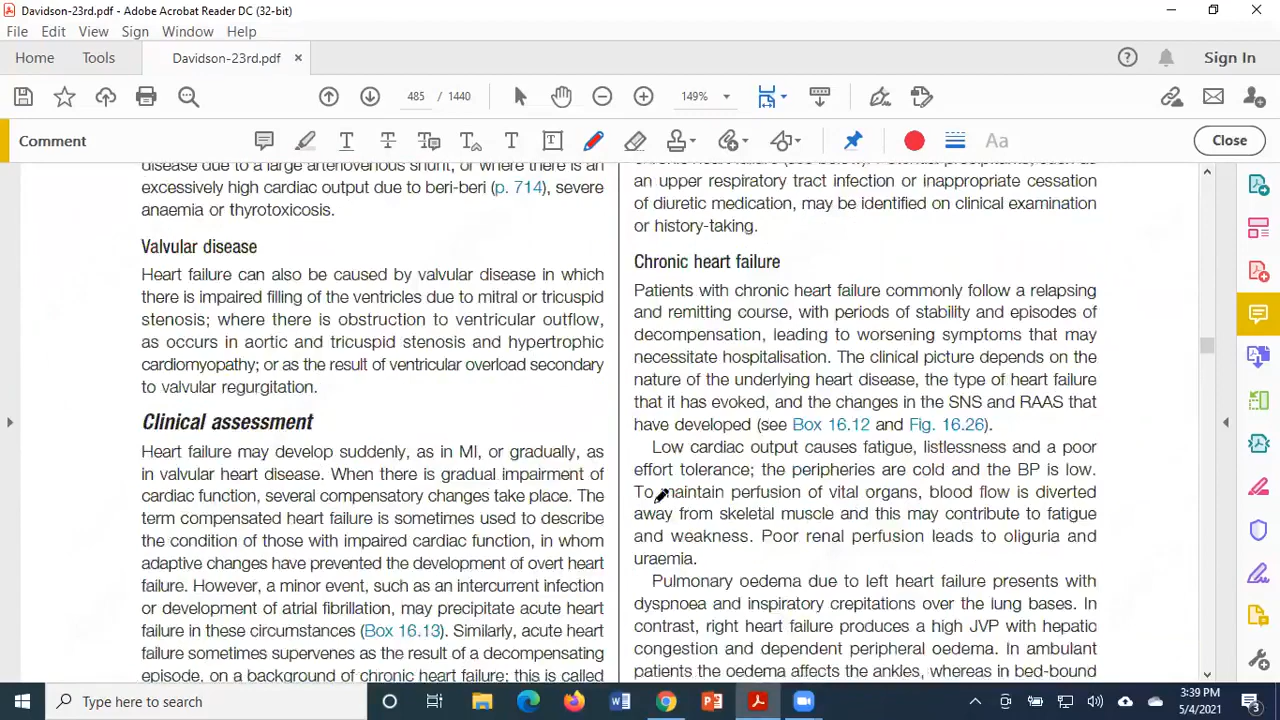 Davidson-23rd.pdf - Adobe Acrobat Reader DC (32-bit)
File Edit View Sign Window Help
Home Tools Davidson-23rd.pdf × Sign In
485 / 1440 149%
Comment Close
disease due to a large arteriovenous shunt, or where there is an
excessively high cardiac output due to beri-beri (p. 714), severe
anaemia or thyrotoxicosis.
Valvular disease
Heart failure can also be caused by valvular disease in which
there is impaired filling of the ventricles due to mitral or tricuspid
stenosis; where there is obstruction to ventricular outflow,
as occurs in aortic and tricuspid stenosis and hypertrophic
cardiomyopathy; or as the result of ventricular overload secondary
to valvular regurgitation.
Clinical assessment
Heart failure may develop suddenly, as in MI, or gradually, as
in valvular heart disease. When there is gradual impairment of
cardiac function, several compensatory changes take place. The
term compensated heart failure is sometimes used to describe
the condition of those with impaired cardiac function, in whom
adaptive changes have prevented the development of overt heart
failure. However, a minor event, such as an intercurrent infection
or development of atrial fibrillation, may precipitate acute heart
failure in these circumstances (Box 16.13). Similarly, acute heart
failure sometimes supervenes as the result of a decompensating
episode, on a background of chronic heart failure; this is called
an upper respiratory tract infection or inappropriate cessation
of diuretic medication, may be identified on clinical examination
or history-taking.
Chronic heart failure
Patients with chronic heart failure commonly follow a relapsing
and remitting course, with periods of stability and episodes of
decompensation, leading to worsening symptoms that may
necessitate hospitalisation. The clinical picture depends on the
nature of the underlying heart disease, the type of heart failure
that it has evoked, and the changes in the SNS and RAAS that
have developed (see Box 16.12 and Fig. 16.26).
Low cardiac output causes fatigue, listlessness and a poor
effort tolerance; the peripheries are cold and the BP is low.
To maintain perfusion of vital organs, blood flow is diverted
away from skeletal muscle and this may contribute to fatigue
and weakness. Poor renal perfusion leads to oliguria and
uraemia.
Pulmonary oedema due to left heart failure presents with
dyspnoea and inspiratory crepitations over the lung bases. In
contrast, right heart failure produces a high JVP with hepatic
congestion and dependent peripheral oedema. In ambulant
patients the oedema affects the ankles, whereas in bed-bound
Type here to search
3:39 PM
5/4/2021